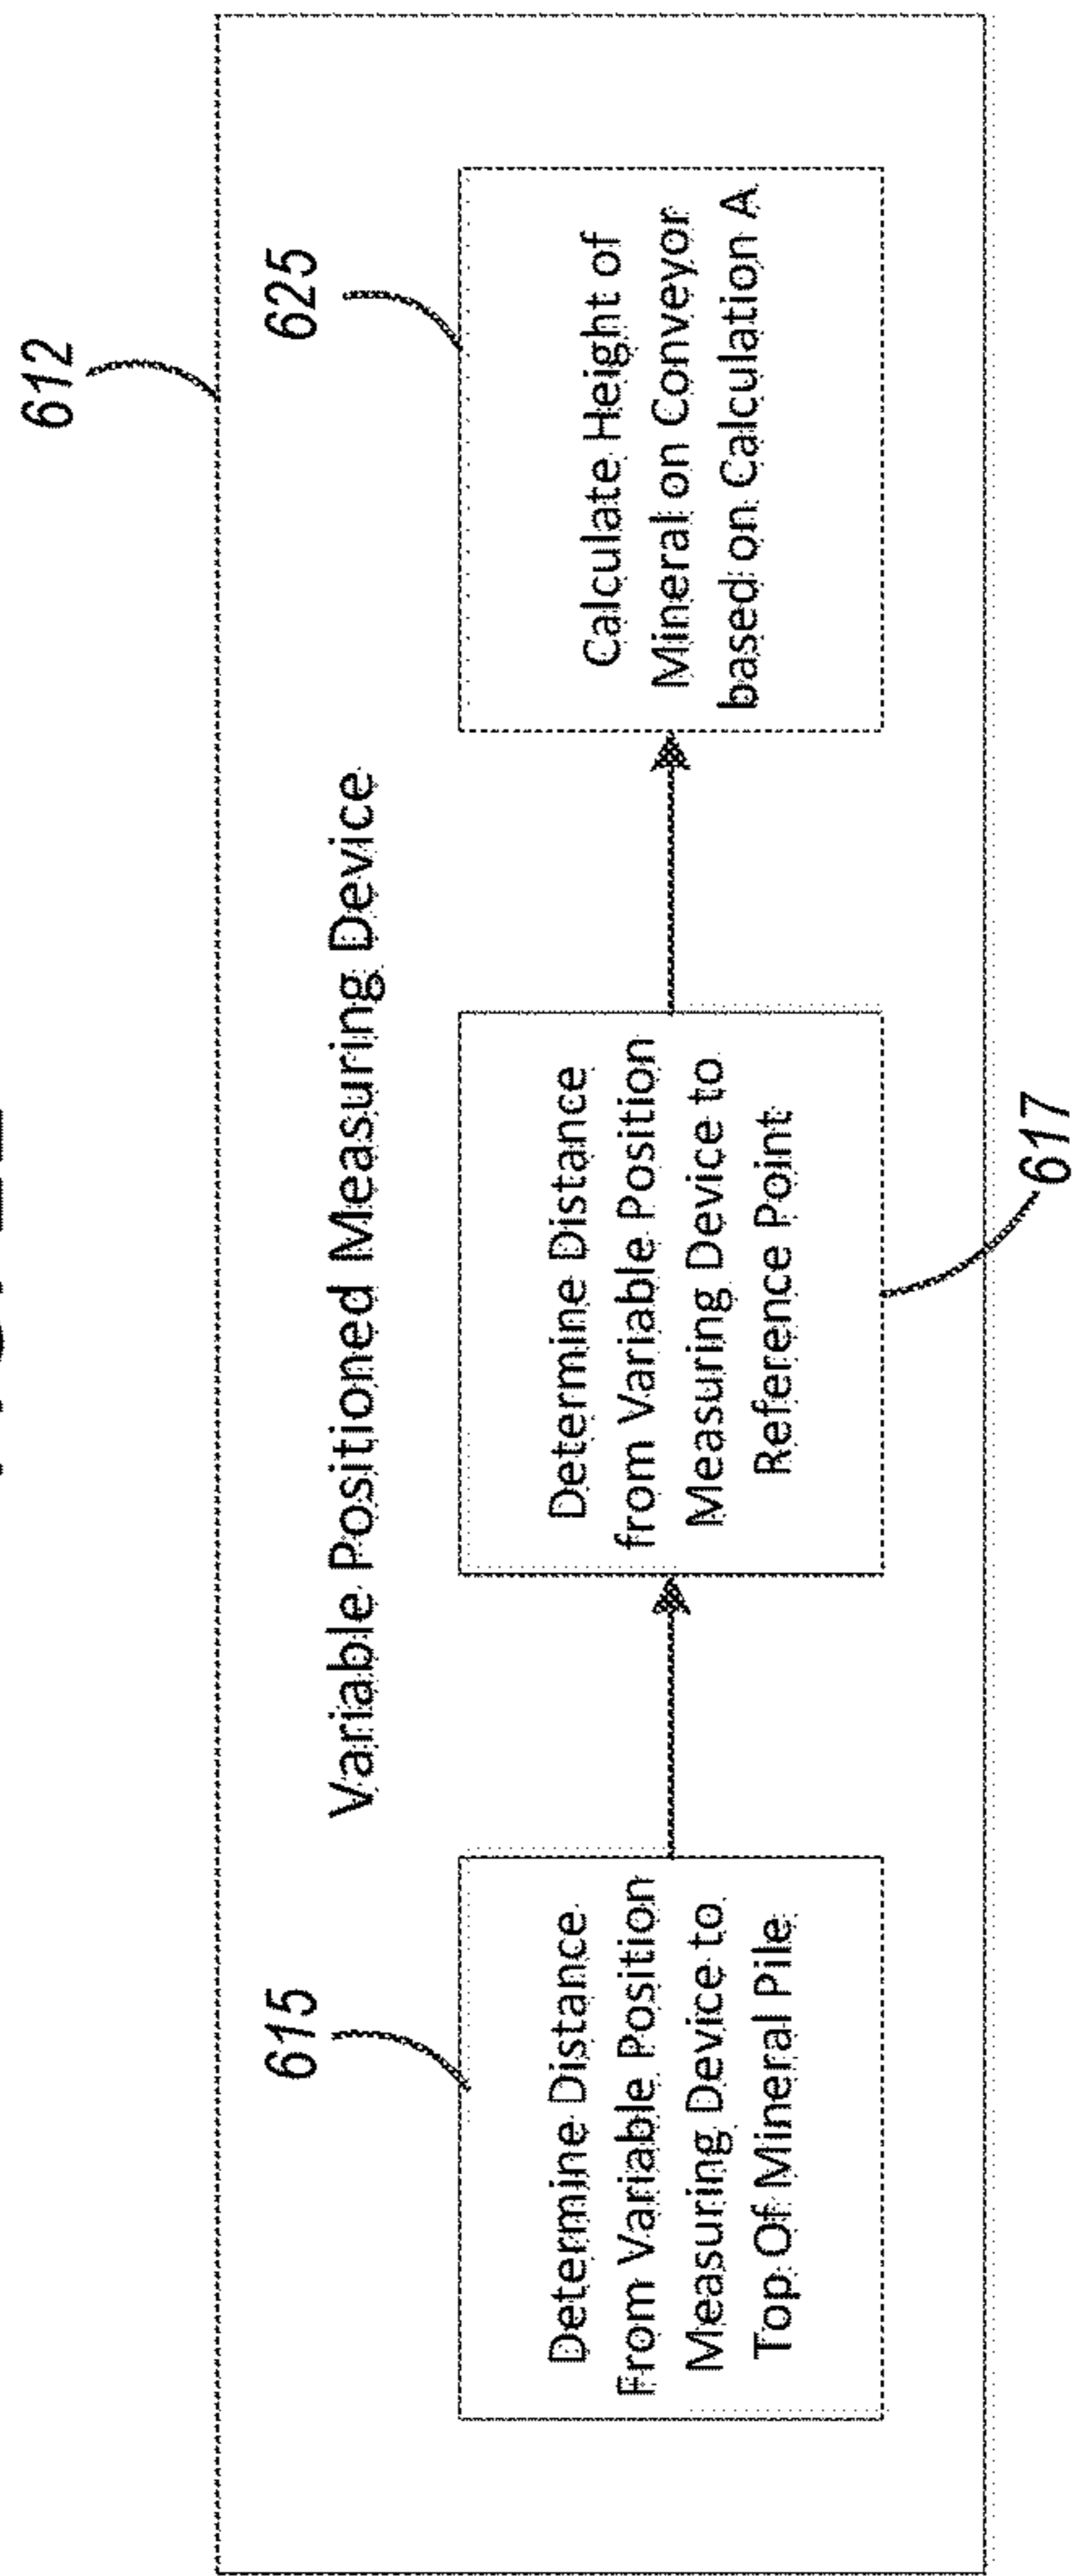 612
Variable Positioned Measuring Device
615
Determine Distance
From Variable Position
Measuring Device to
Top Of Mineral Pile
Determine Distance
from Variable Position
Measuring Device to
Reference Point
617
625
Calculate Height of
Mineral on Conveyor
based on Calculation A